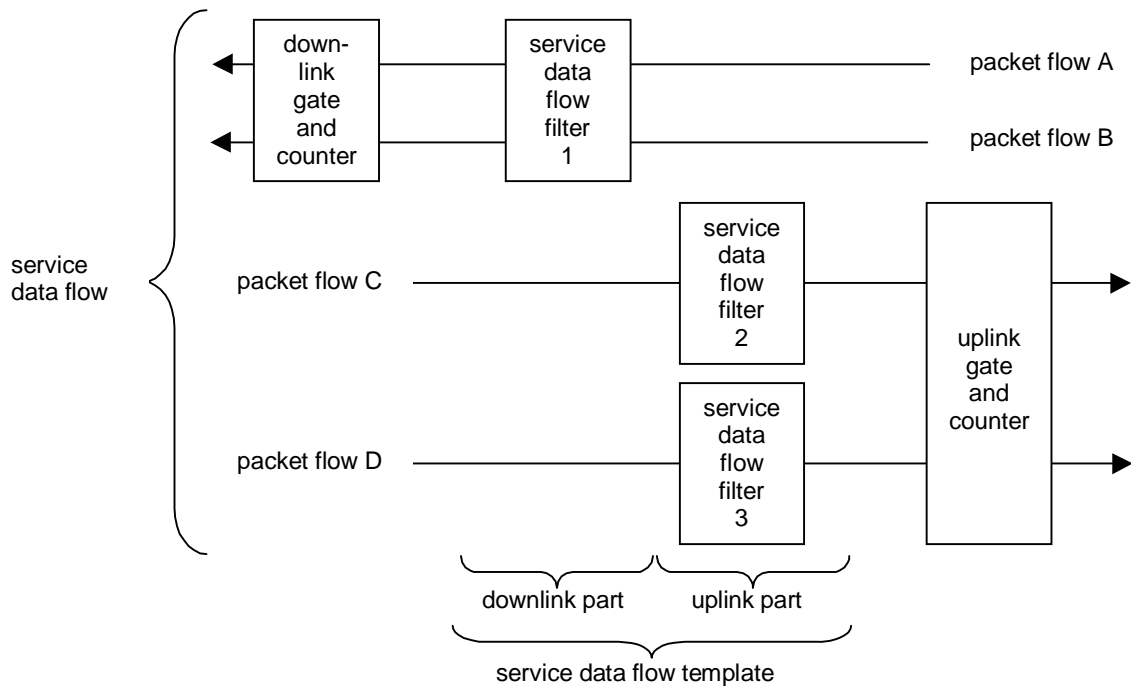 down-
link
gate
and
counter
service
data
flow
filter
1
packet flow A
packet flow B
service
data flow
packet flow C
service
data
flow
filter
2
uplink
gate
and
counter
packet flow D
service
data
flow
filter
3
downlink part
uplink part
service data flow template